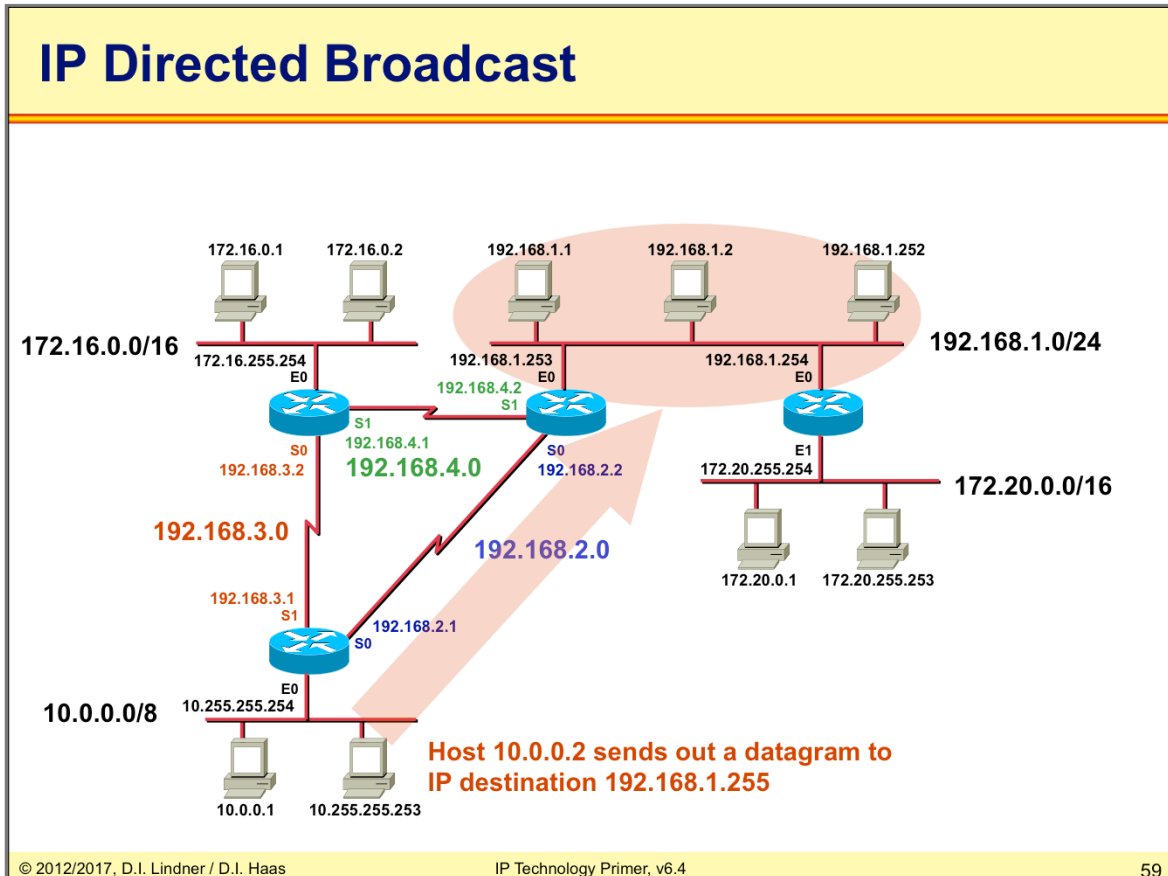 IP Directed Broadcast
172.16.0.1
172.16.0.2
192.168.1.1
192.168.1.2
192.168.1.252
172.16.0.0/16
192.168.1.0/24
172.16.255.254
E0
192.168.1.253
E0
192.168.1.254
E0
192.168.4.2
S1
S1
192.168.4.1
192.168.4.0
S0
192.168.3.2
S0
192.168.2.2
E1
172.20.255.254
172.20.0.0/16
192.168.3.0
192.168.2.0
172.20.0.1
172.20.255.253
192.168.3.1
S1
192.168.2.1
S0
E0
10.255.255.254
10.0.0.0/8
Host 10.0.0.2 sends out a datagram to
IP destination 192.168.1.255
10.0.0.1
10.255.255.253
© 2012/2017, D.I. Lindner / D.I. Haas
IP Technology Primer, v6.4
59